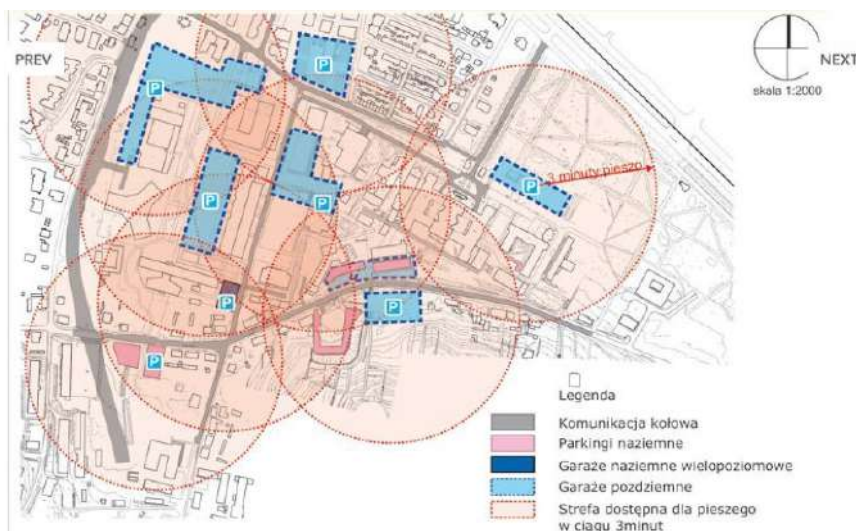 PREV
NEXT
skala 1:2000
P
P
P
P
P
3 minuty pieszo
P
P
P
Legenda
Komunikacja kołowa
Parkingi naziemne
Garaże naziemne wielopoziomowe
Garaże pozdziemne
Strefa dostępna dla pieszego
w ciągu 3minut